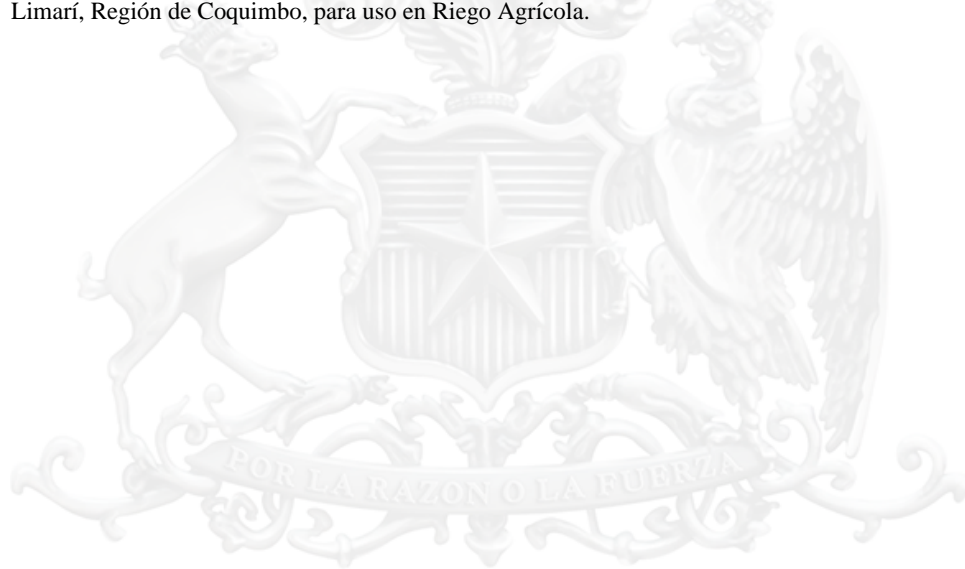 Limarí, Región de Coquimbo, para uso en Riego Agrícola.
POR LA RAZON O LA FUERZA